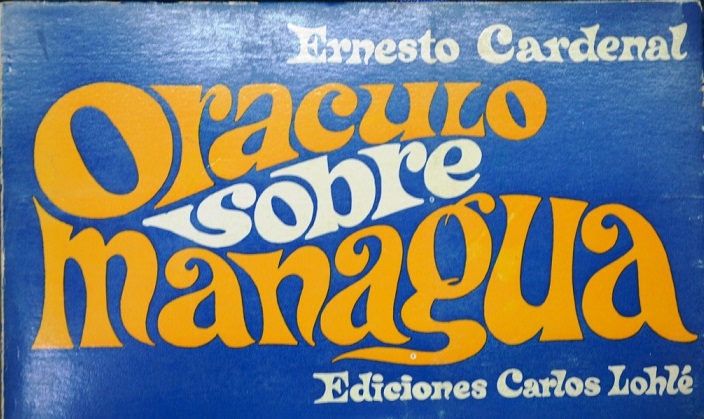 Ernesto Cardenal
Oraculo
sobre
managua
Ediciones Carlos Lohlé